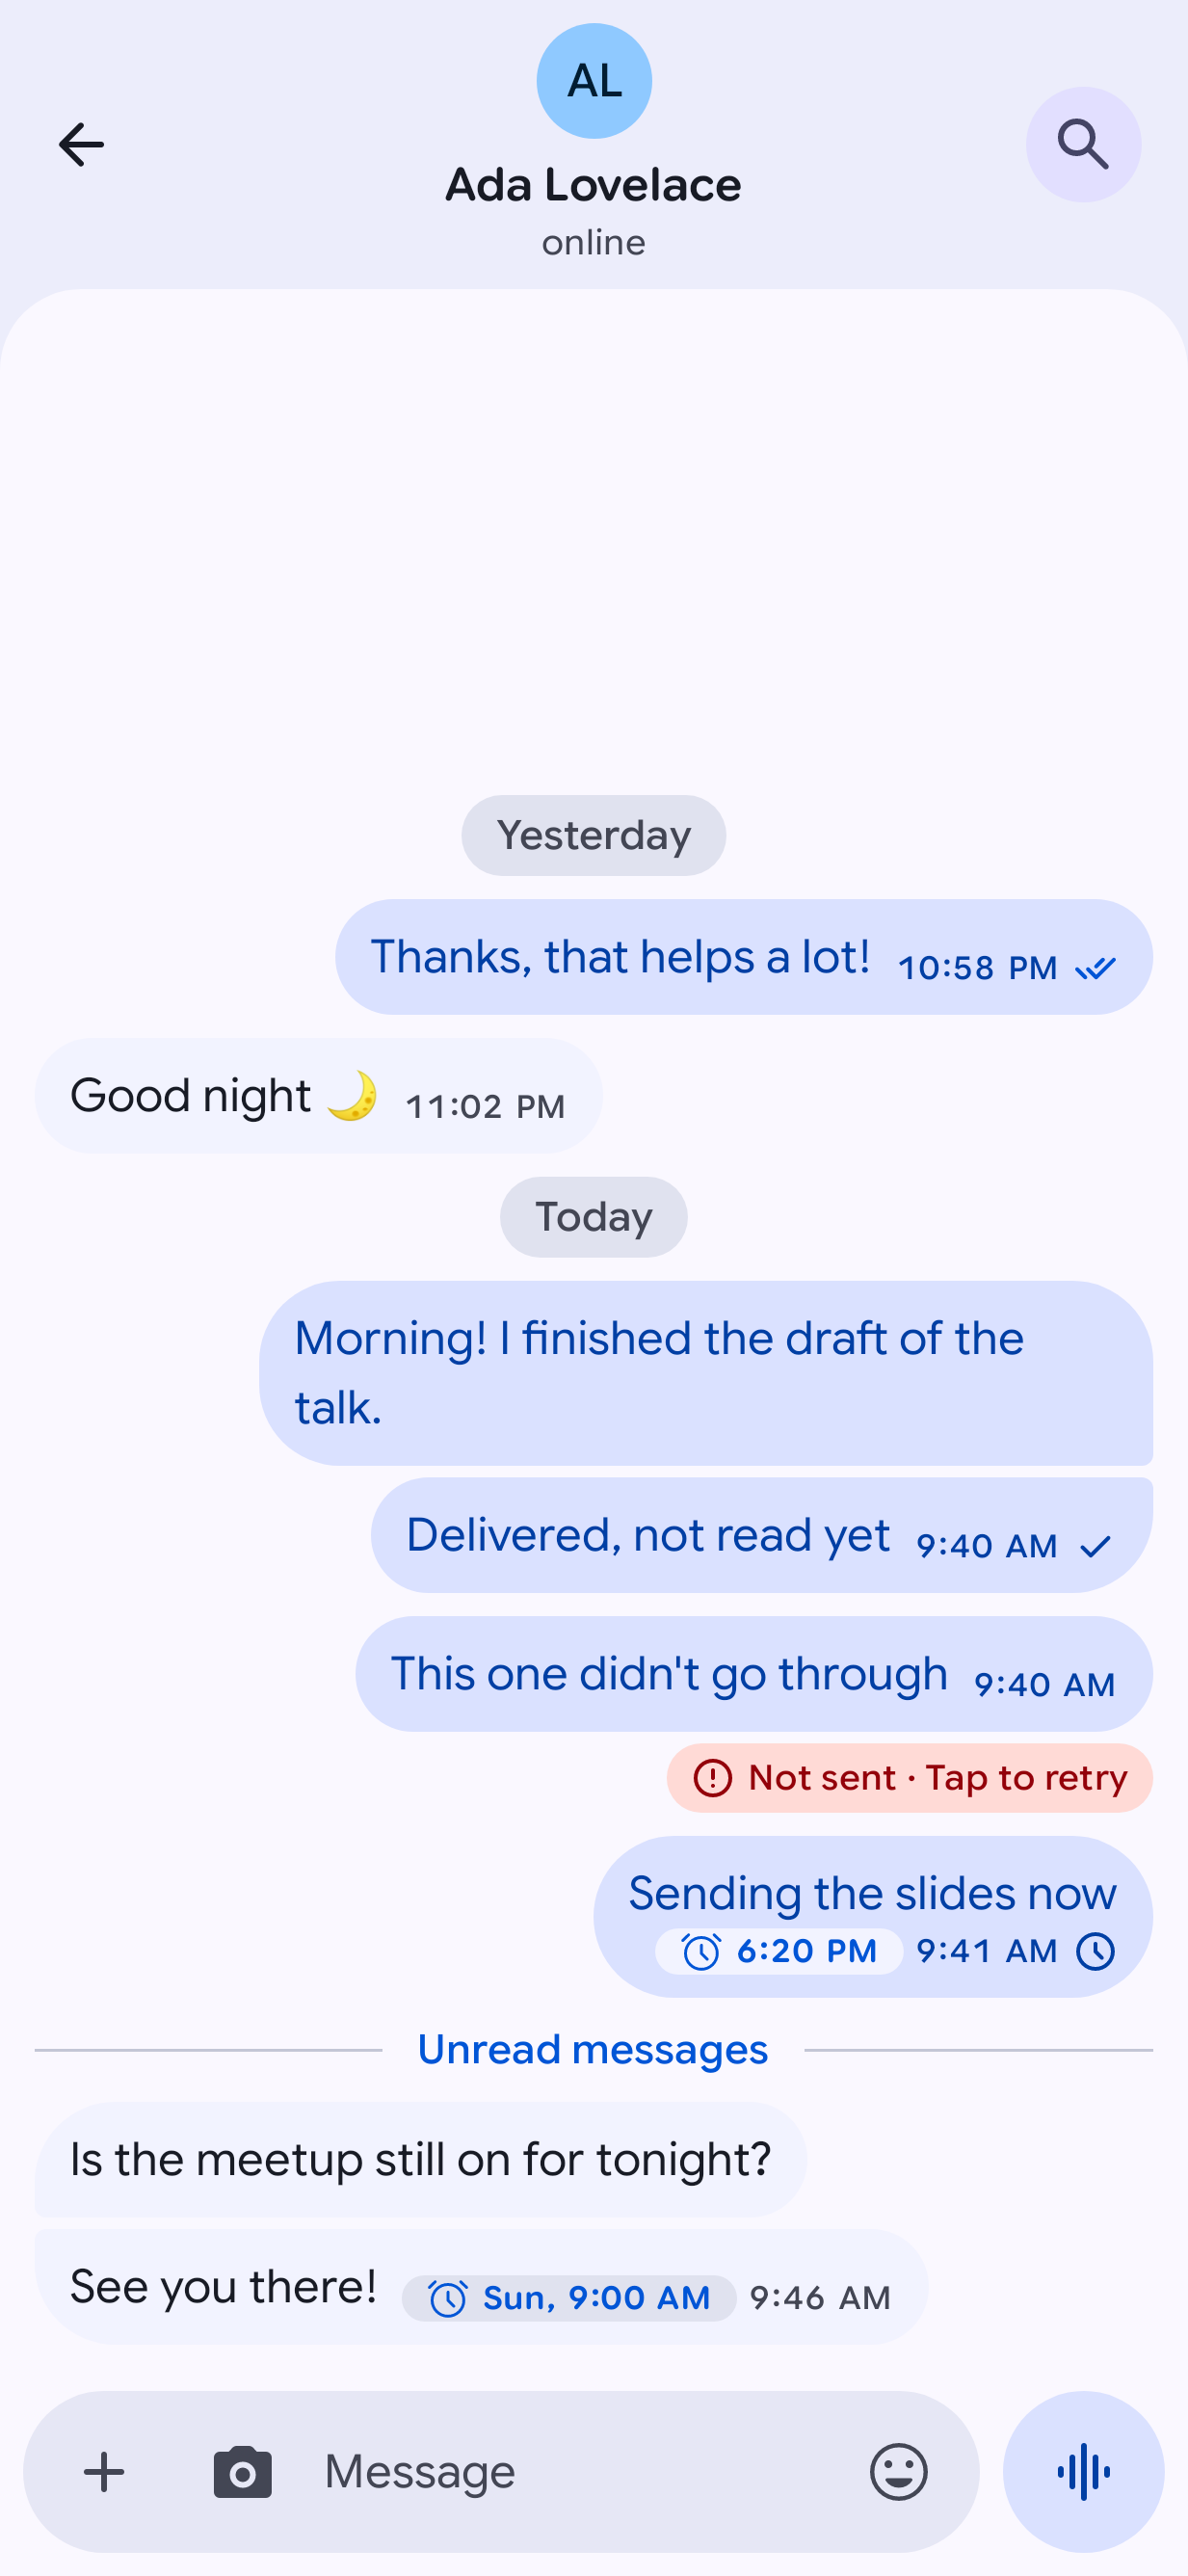 AL
Ada Lovelace
online
Yesterday
Thanks, that helps a lot! 10:58 PM
Good night 🌙 11:02 PM
Today
Morning! I finished the draft of the
talk.
Delivered, not read yet 9:40 AM
This one didn't go through 9:40 AM
Not sent · Tap to retry
Sending the slides now
6:20 PM 9:41 AM
Unread messages
Is the meetup still on for tonight?
See you there! Sun, 9:00 AM 9:46 AM
Message